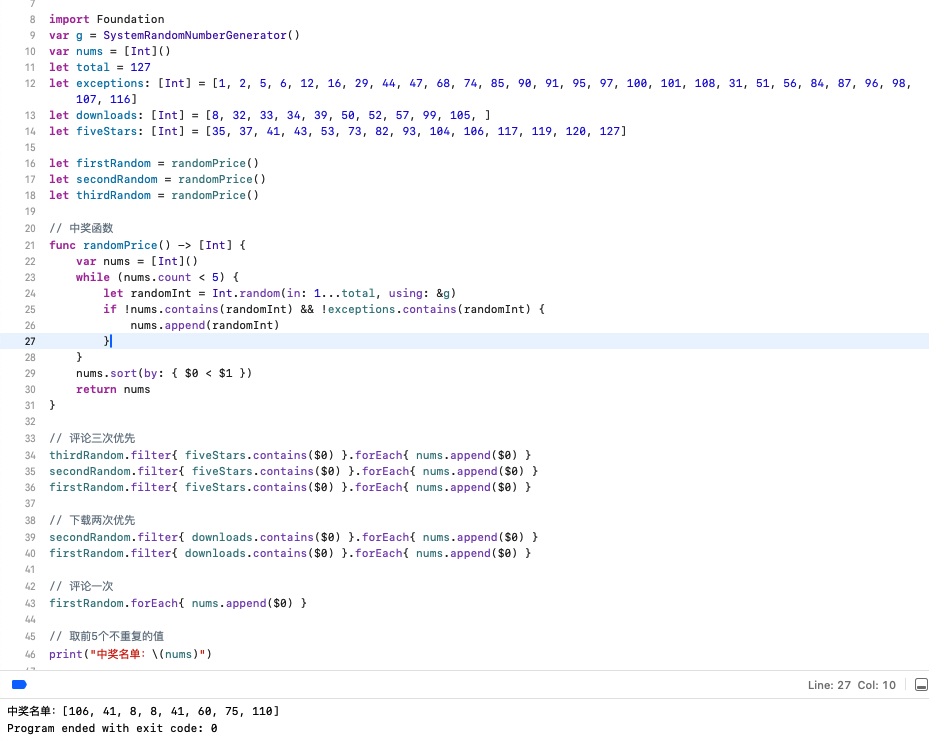 7
8 import Foundation
9 var g = SystemRandomNumberGenerator()
10 var nums = [Int]()
11 let total = 127
12 let exceptions: [Int] = [1, 2, 5, 6, 12, 16, 29, 44, 47, 68, 74, 85, 90, 91, 95, 97, 100, 101, 108, 31, 51, 56, 84, 87, 96, 98,
107, 116]
13 let downloads: [Int] = [8, 32, 33, 34, 39, 50, 52, 57, 99, 105, ]
14 let fiveStars: [Int] = [35, 37, 41, 43, 53, 73, 82, 93, 104, 106, 117, 119, 120, 127]
15
16 let firstRandom = randomPrice()
17 let secondRandom = randomPrice()
18 let thirdRandom = randomPrice()
19
20 // 中奖函数
21 func randomPrice() -> [Int] {
22 var nums = [Int]()
23 while (nums.count < 5) {
24 let randomInt = Int.random(in: 1...total, using: &g)
25 if !nums.contains(randomInt) && !exceptions.contains(randomInt) {
26 nums.append(randomInt)
27 }
28 }
29 nums.sort(by: { $0 < $1 })
30 return nums
31 }
32
33 // 评论三次优先
34 thirdRandom.filter{ fiveStars.contains($0) }.forEach{ nums.append($0) }
35 secondRandom.filter{ fiveStars.contains($0) }.forEach{ nums.append($0) }
36 firstRandom.filter{ fiveStars.contains($0) }.forEach{ nums.append($0) }
37
38 // 下载两次优先
39 secondRandom.filter{ downloads.contains($0) }.forEach{ nums.append($0) }
40 firstRandom.filter{ downloads.contains($0) }.forEach{ nums.append($0) }
41
42 // 评论一次
43 firstRandom.forEach{ nums.append($0) }
44
45 // 取前5个不重复的值
46 print("中奖名单: \(nums)")
Line: 27 Col: 10
中奖名单: [106, 41, 8, 8, 41, 60, 75, 110]
Program ended with exit code: 0